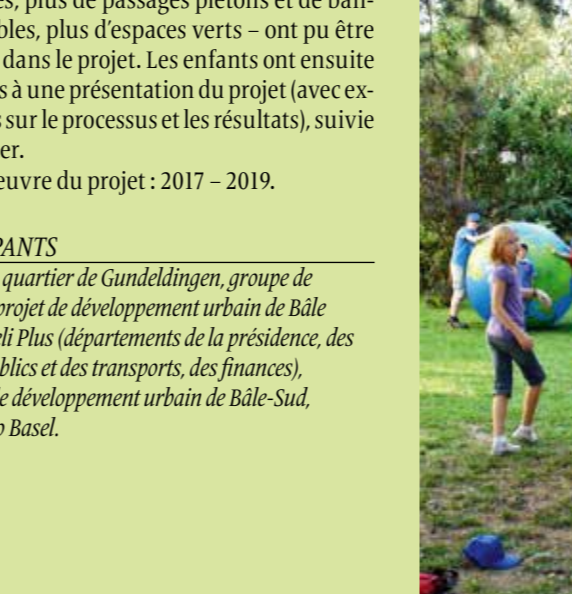 es, plus de passages piétons et de ban-
bles, plus d'espaces verts – ont pu être
dans le projet. Les enfants ont ensuite
s à une présentation du projet (avec ex-
s sur le processus et les résultats), suivie
er.
euvre du projet : 2017 – 2019.
PANTS
quartier de Gundeldingen, groupe de
projet de développement urbain de Bâle
eli Plus (départements de la présidence, des
blics et des transports, des finances),
e développement urbain de Bâle-Sud,
o Basel.